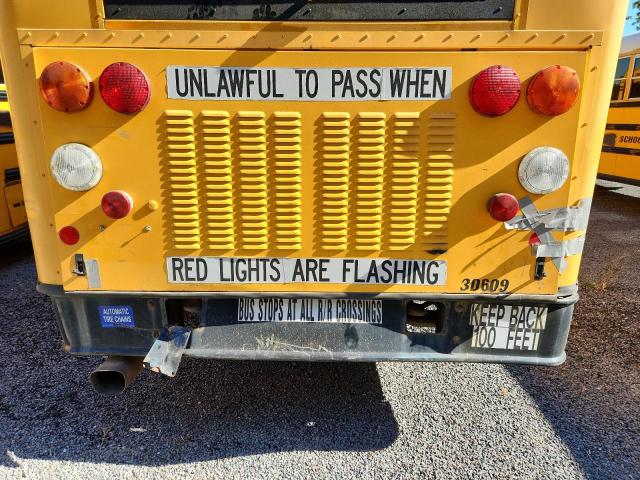 UNLAWFUL TO PASS WHEN
RED LIGHTS ARE FLASHING
30609
AUTOMATIC
TIRE CHAINS
BUS STOPS AT ALL R/R CROSSINGS
KEEP BACK
100 FEET
SCHOO